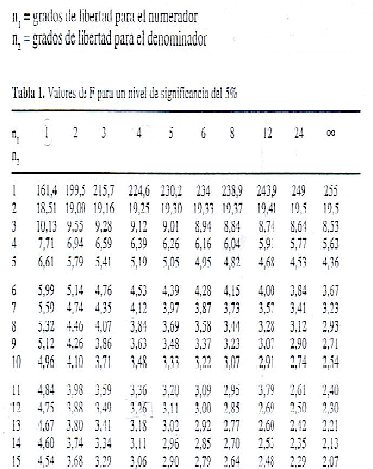 n1 = grados de libertad para el numerador
n2 = grados de libertad para el denominador
Tabla 1. Valores de F para un nivel de significancia del 5%
n1 1 2 3 4 5 6 8 12 24 ∞
n2
1 161,4 199,5 215,7 224,6 230,2 234 238,9 243,9 249 255
2 18,51 19,00 19,16 19,25 19,30 19,33 19,37 19,41 19,5 19,5
3 10,13 9,55 9,28 9,12 9,01 8,94 8,84 8,74 8,64 8,53
4 7,71 6,94 6,59 6,39 6,26 6,16 6,04 5,91 5,77 5,63
5 6,61 5,79 5,41 5,19 5,05 4,95 4,82 4,68 4,53 4,36
6 5,99 5,14 4,76 4,53 4,39 4,28 4,15 4,00 3,84 3,67
7 5,59 4,74 4,35 4,12 3,97 3,87 3,73 3,57 3,41 3,23
8 5,32 4,46 4,07 3,84 3,69 3,58 3,44 3,28 3,12 2,93
9 5,12 4,26 3,86 3,63 3,48 3,37 3,23 3,07 2,90 2,71
10 4,96 4,10 3,71 3,48 3,33 3,22 3,07 2,91 2,74 2,54
11 4,84 3,98 3,59 3,36 3,20 3,09 2,95 3,79 2,61 2,40
12 4,75 3,88 3,49 3,26 3,11 3,00 2,85 2,69 2,50 2,30
13 4,67 3,80 3,41 3,18 3,02 2,92 2,77 2,60 2,42 2,21
14 4,60 3,74 3,34 3,11 2,96 2,85 2,70 2,53 2,35 2,13
15 4,54 3,68 3,29 3,06 2,90 2,79 2,64 2,48 2,29 2,07